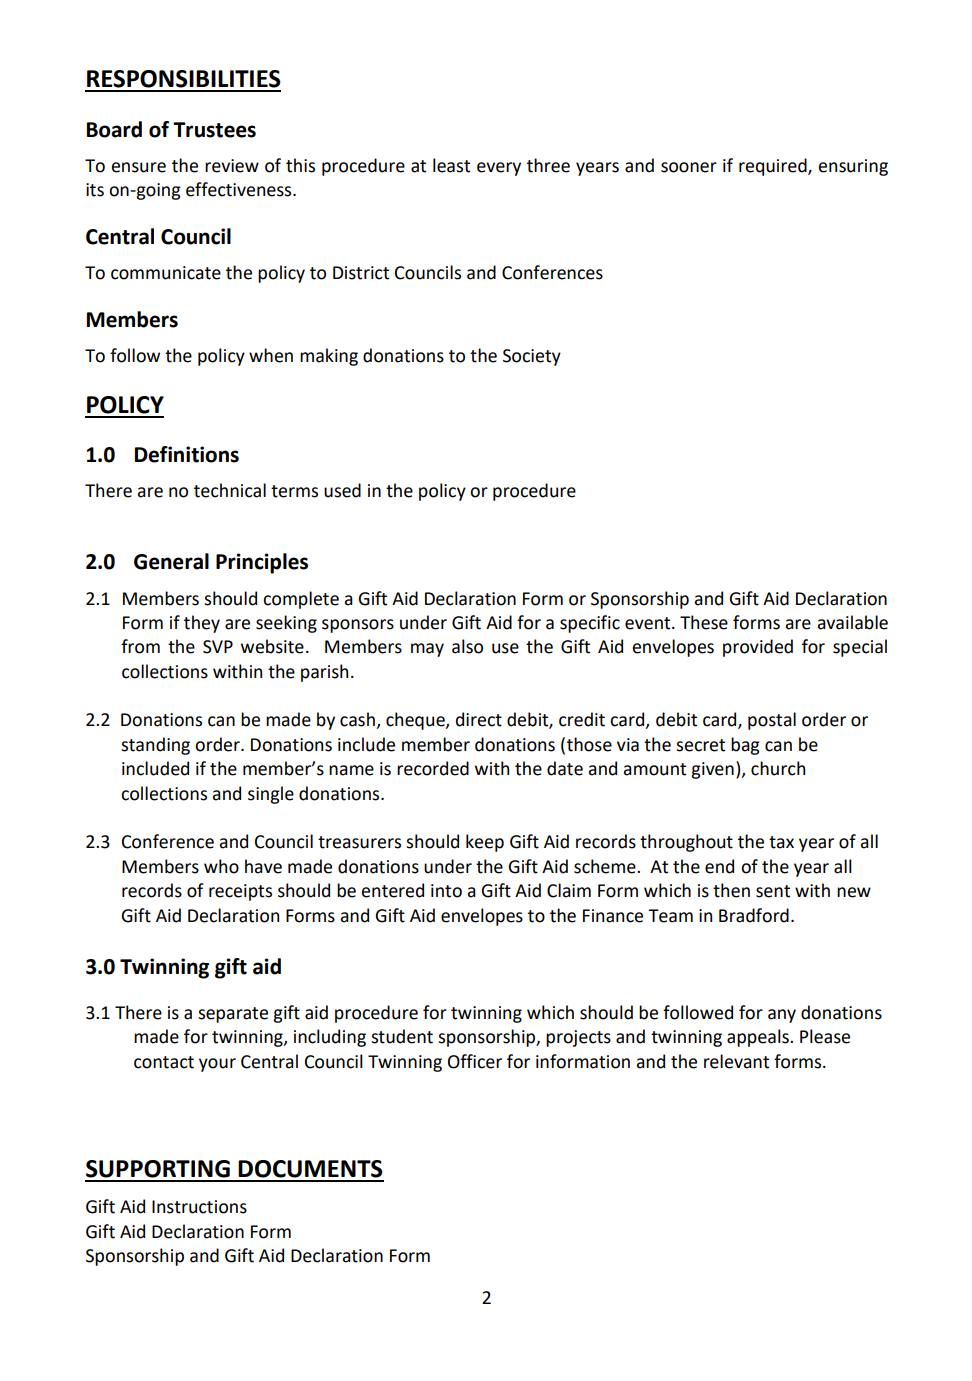 RESPONSIBILITIES
Board of Trustees
To ensure the review of this procedure at least every three years and sooner if required, ensuring
its on-going effectiveness.
Central Council
To communicate the policy to District Councils and Conferences
Members
To follow the policy when making donations to the Society
POLICY
1.0 Definitions
There are no technical terms used in the policy or procedure
2.0 General Principles
2.1 Members should complete a Gift Aid Declaration Form or Sponsorship and Gift Aid Declaration
Form if they are seeking sponsors under Gift Aid for a specific event. These forms are available
from the SVP website. Members may also use the Gift Aid envelopes provided for special
collections within the parish.
2.2 Donations can be made by cash, cheque, direct debit, credit card, debit card, postal order or
standing order. Donations include member donations (those via the secret bag can be
included if the member’s name is recorded with the date and amount given), church
collections and single donations.
2.3 Conference and Council treasurers should keep Gift Aid records throughout the tax year of all
Members who have made donations under the Gift Aid scheme. At the end of the year all
records of receipts should be entered into a Gift Aid Claim Form which is then sent with new
Gift Aid Declaration Forms and Gift Aid envelopes to the Finance Team in Bradford.
3.0 Twinning gift aid
3.1 There is a separate gift aid procedure for twinning which should be followed for any donations
made for twinning, including student sponsorship, projects and twinning appeals. Please
contact your Central Council Twinning Officer for information and the relevant forms.
SUPPORTING DOCUMENTS
Gift Aid Instructions
Gift Aid Declaration Form
Sponsorship and Gift Aid Declaration Form
2